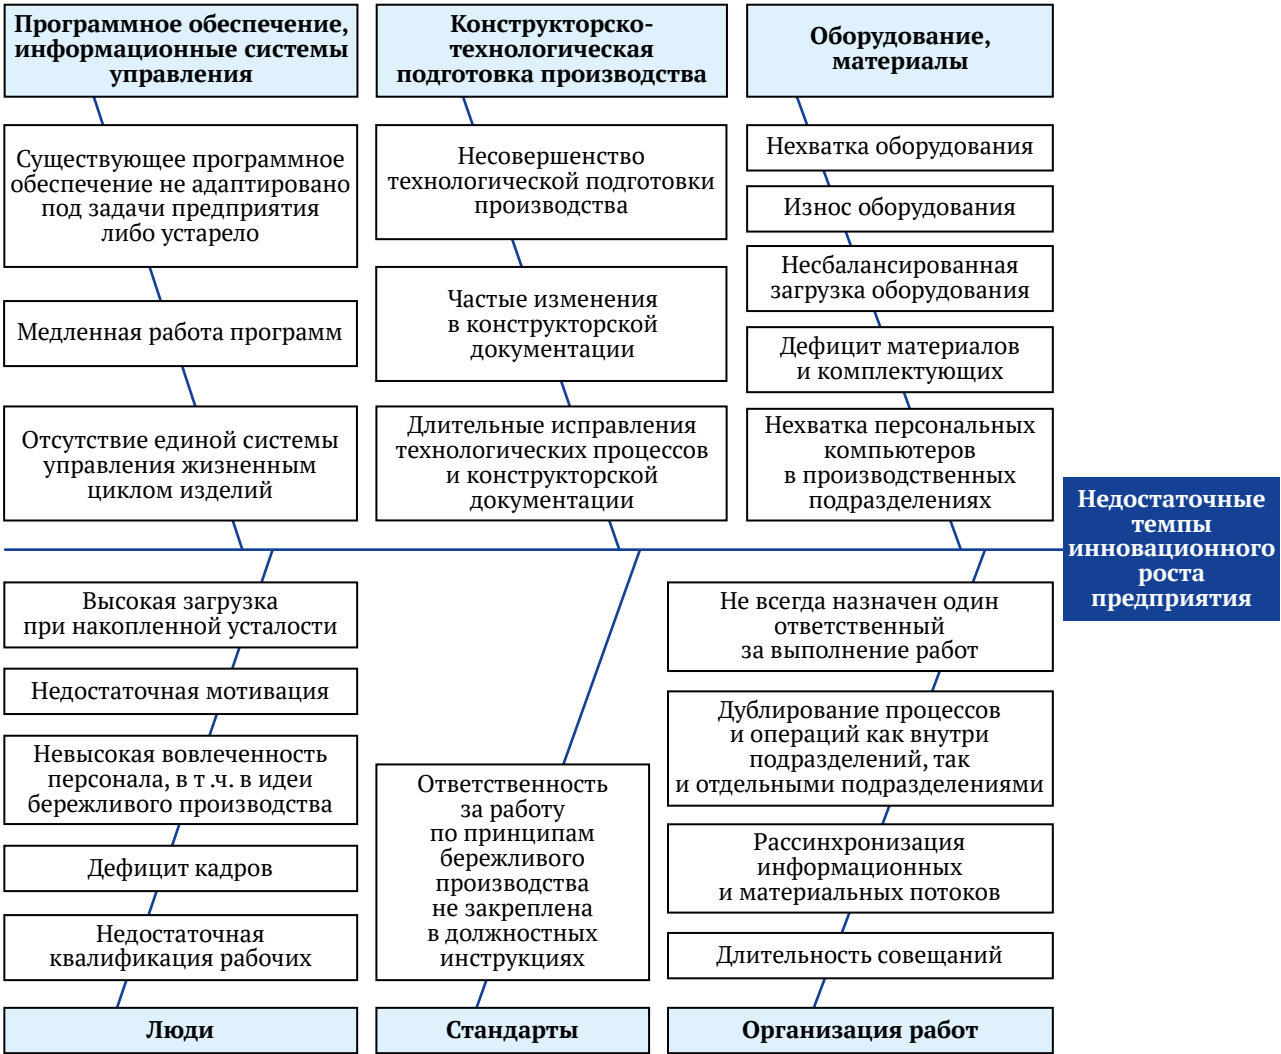 Программное обеспечение,
информационные системы
управления
Существующее программное
обеспечение не адаптировано
под задачи предприятия
либо устарело
Медленная работа программ
Отсутствие единой системы
управления жизненным
циклом изделий
Конструкторско-
технологическая
подготовка производства
Несовершенство
технологической подготовки
производства
Частые изменения
в конструкторской
документации
Длительные исправления
технологических процессов
и конструкторской
документации
Оборудование,
материалы
Нехватка оборудования
Износ оборудования
Несбалансированная
загрузка оборудования
Дефицит материалов
и комплектующих
Нехватка персональных
компьютеров
в производственных
подразделениях
Недостаточные
темпы
инновационного
роста
предприятия
Высокая загрузка
при накопленной усталости
Недостаточная мотивация
Невысокая вовлеченность
персонала, в т .ч. в идеи
бережливого производства
Дефицит кадров
Недостаточная
квалификация рабочих
Люди
Ответственность
за работу
по принципам
бережливого
производства
не закреплена
в должностных
инструкциях
Стандарты
Не всегда назначен один
ответственный
за выполнение работ
Дублирование процессов
и операций как внутри
подразделений, так
и отдельными подразделениями
Рассинхронизация
информационных
и материальных потоков
Длительность совещаний
Организация работ